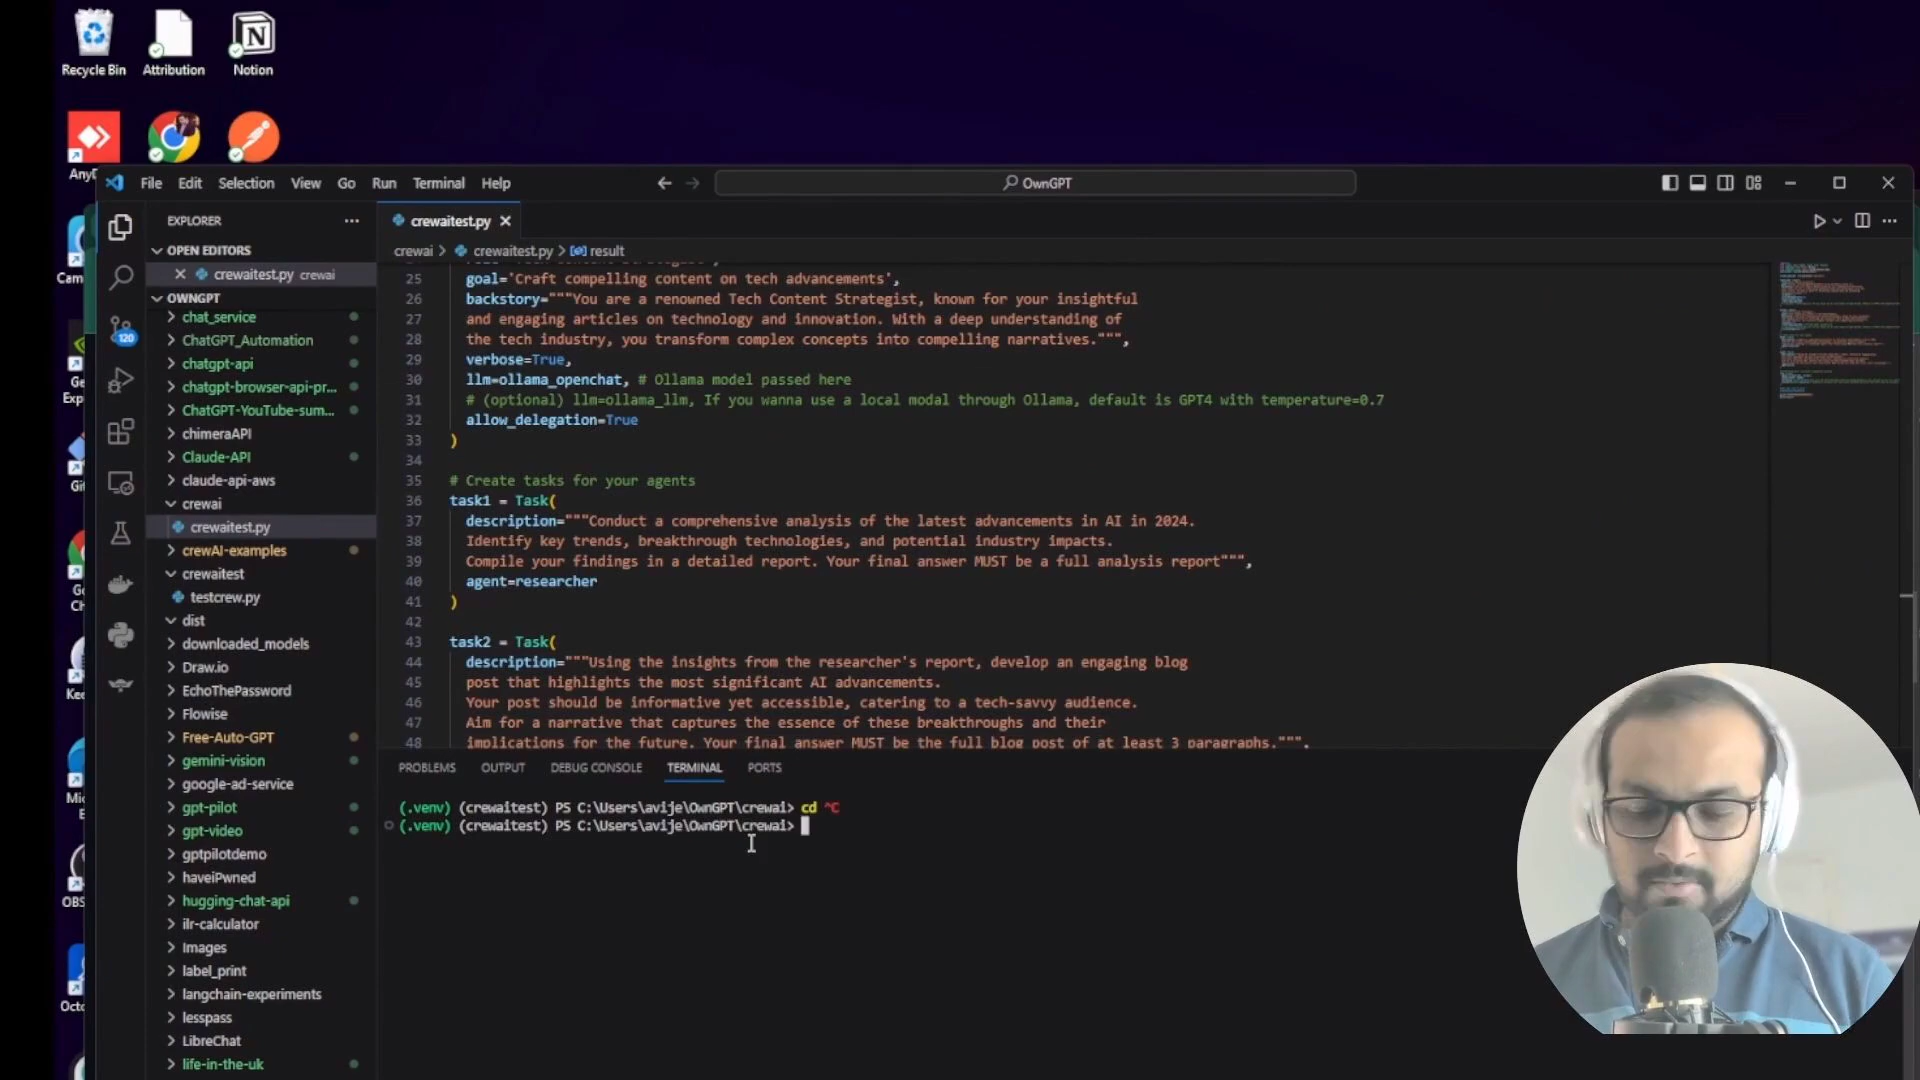 Recycle Bin
Attribution
Notion
File Edit Selection View Go Run Terminal Help
OwnGPT
EXPLORER
OPEN EDITORS
crewaitest.py crewai
OWNGPT
chat_service
ChatGPT_Automation
chatgpt-api
chatgpt-browser-api-pr...
ChatGPT-YouTube-sum...
chimeraAPI
Claude-API
claude-api-aws
crewai
crewaitest.py
crewAI-examples
crewaitest
testcrew.py
dist
downloaded_models
Draw.io
EchoThePassword
Flowise
Free-Auto-GPT
gemini-vision
google-ad-service
gpt-pilot
gpt-video
gptpilotdemo
haveiPwned
hugging-chat-api
ilr-calculator
Images
label_print
langchain-experiments
lesspass
LibreChat
life-in-the-uk
120
crewaitest.py
crewai > crewaitest.py > result
25 goal='Craft compelling content on tech advancements',
26 backstory="""You are a renowned Tech Content Strategist, known for your insightful
27 and engaging articles on technology and innovation. With a deep understanding of
28 the tech industry, you transform complex concepts into compelling narratives.""",
29 verbose=True,
30 llm=ollama_openchat, # Ollama model passed here
31 # (optional) llm=ollama_llm, If you wanna use a local modal through Ollama, default is GPT4 with temperature=0.7
32 allow_delegation=True
33 )
34
35 # Create tasks for your agents
36 task1 = Task(
37 description="""Conduct a comprehensive analysis of the latest advancements in AI in 2024.
38 Identify key trends, breakthrough technologies, and potential industry impacts.
39 Compile your findings in a detailed report. Your final answer MUST be a full analysis report""",
40 agent=researcher
41 )
42
43 task2 = Task(
44 description="""Using the insights from the researcher's report, develop an engaging blog
45 post that highlights the most significant AI advancements.
46 Your post should be informative yet accessible, catering to a tech-savvy audience.
47 Aim for a narrative that captures the essence of these breakthroughs and their
48 implications for the future. Your final answer MUST be the full blog post of at least 3 paragraphs.""",
PROBLEMS OUTPUT DEBUG CONSOLE TERMINAL PORTS
(.venv) (crewaitest) PS C:\Users\avije\OwnGPT\crewai> cd ^C
(.venv) (crewaitest) PS C:\Users\avije\OwnGPT\crewai>